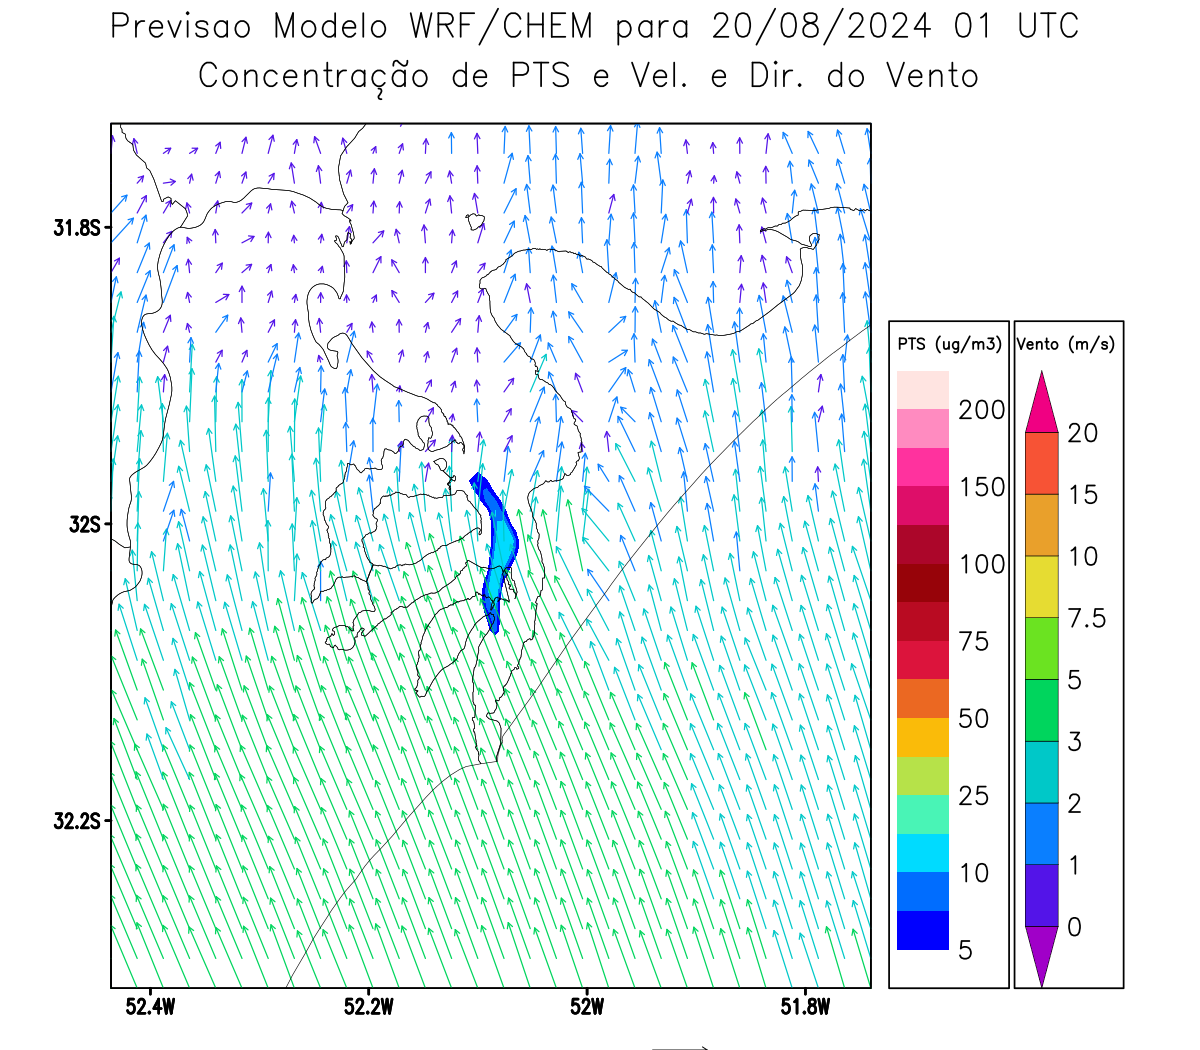 Previsao Modelo WRF/CHEM para 20/08/2024 01 UTC
Concentração de PTS e Vel. e Dir. do Vento
31.8S
32S
32.2S
52.4W 52.2W 52W 51.8W
PTS (ug/m3)
200
150
100
75
50
25
10
5
Vento (m/s)
20
15
10
7.5
5
3
2
1
0